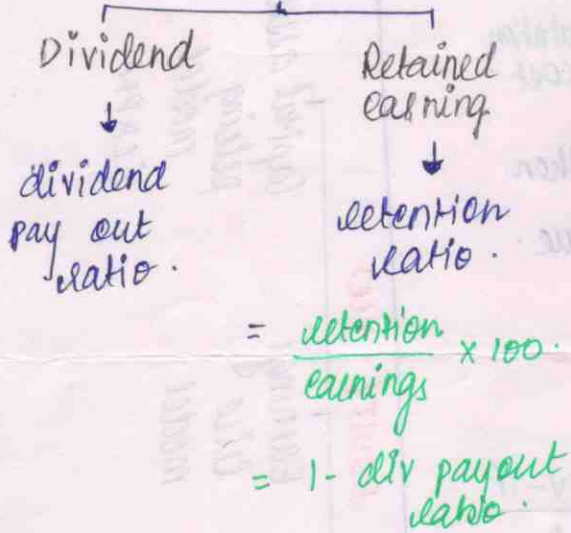 Dividend
Retained
earning
dividend
pay out
ratio.
retention
ratio.
= retention / earnings × 100.
= 1 - div payout
ratio.